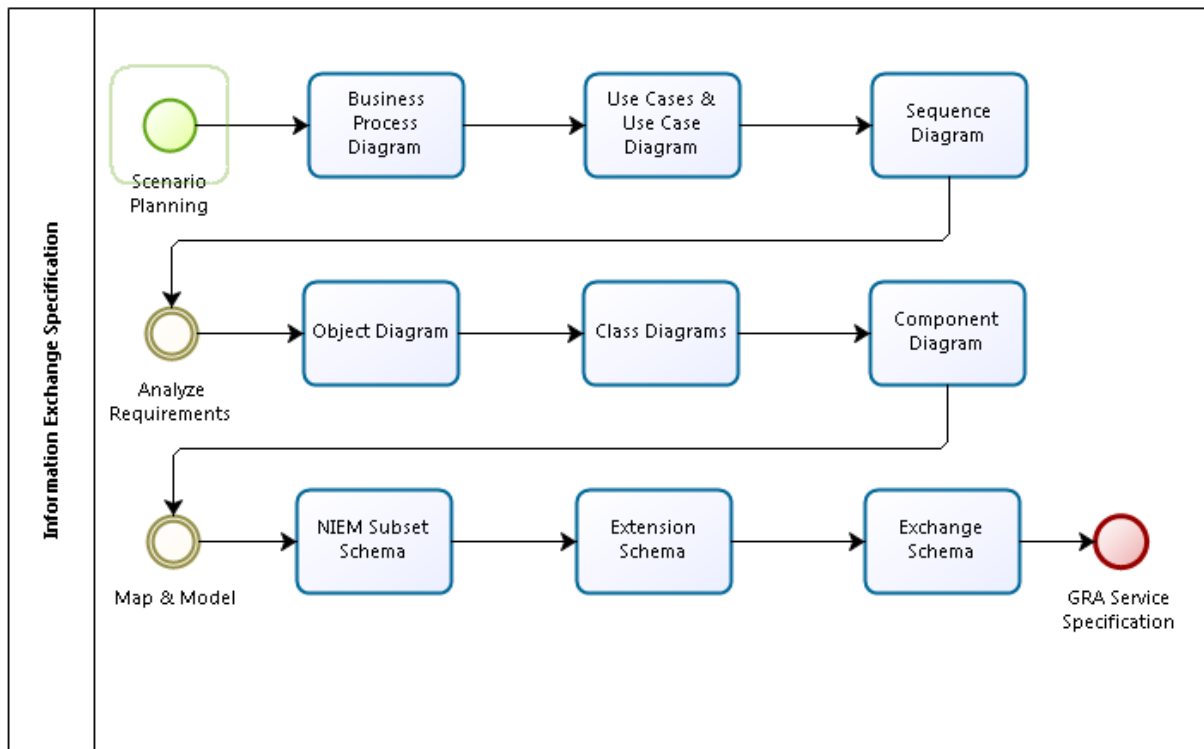 Information Exchange Specification
Business
Process
Diagram
Use Cases &
Use Case
Diagram
Sequence
Diagram
Scenario
Planning
Object Diagram
Class Diagrams
Component
Diagram
Analyze
Requirements
NIEM Subset
Schema
Extension
Schema
Exchange
Schema
Map & Model
GRA Service
Specification